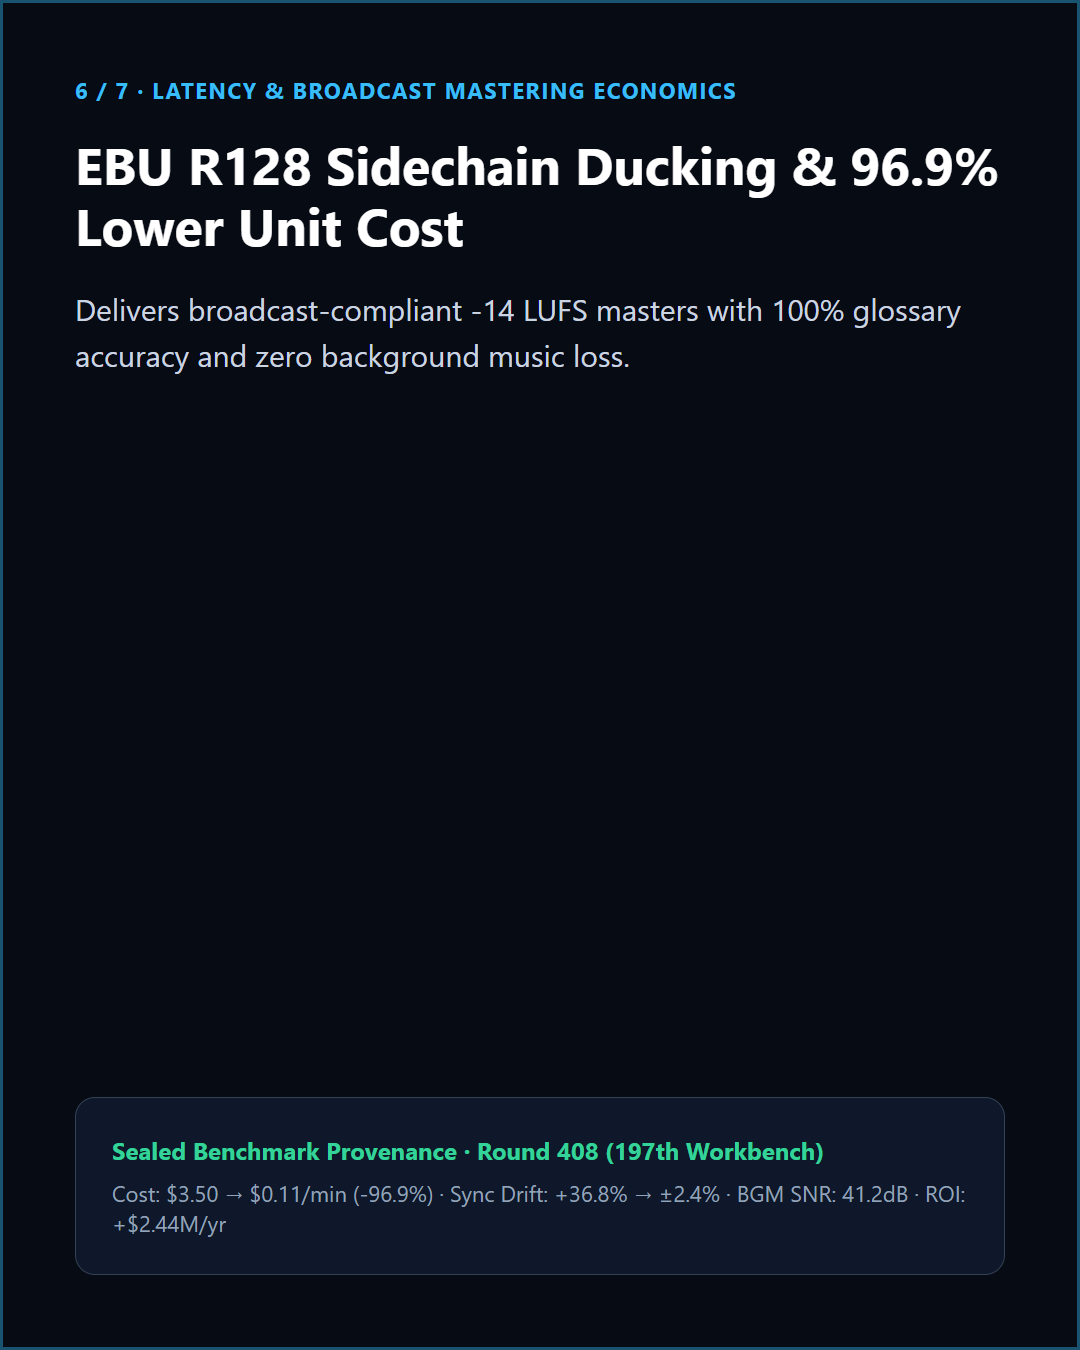 6 / 7 · LATENCY & BROADCAST MASTERING ECONOMICS
EBU R128 Sidechain Ducking & 96.9%
Lower Unit Cost
Delivers broadcast-compliant -14 LUFS masters with 100% glossary
accuracy and zero background music loss.
Sealed Benchmark Provenance · Round 408 (197th Workbench)
Cost: $3.50 → $0.11/min (-96.9%) · Sync Drift: +36.8% → ±2.4% · BGM SNR: 41.2dB · ROI:
+$2.44M/yr